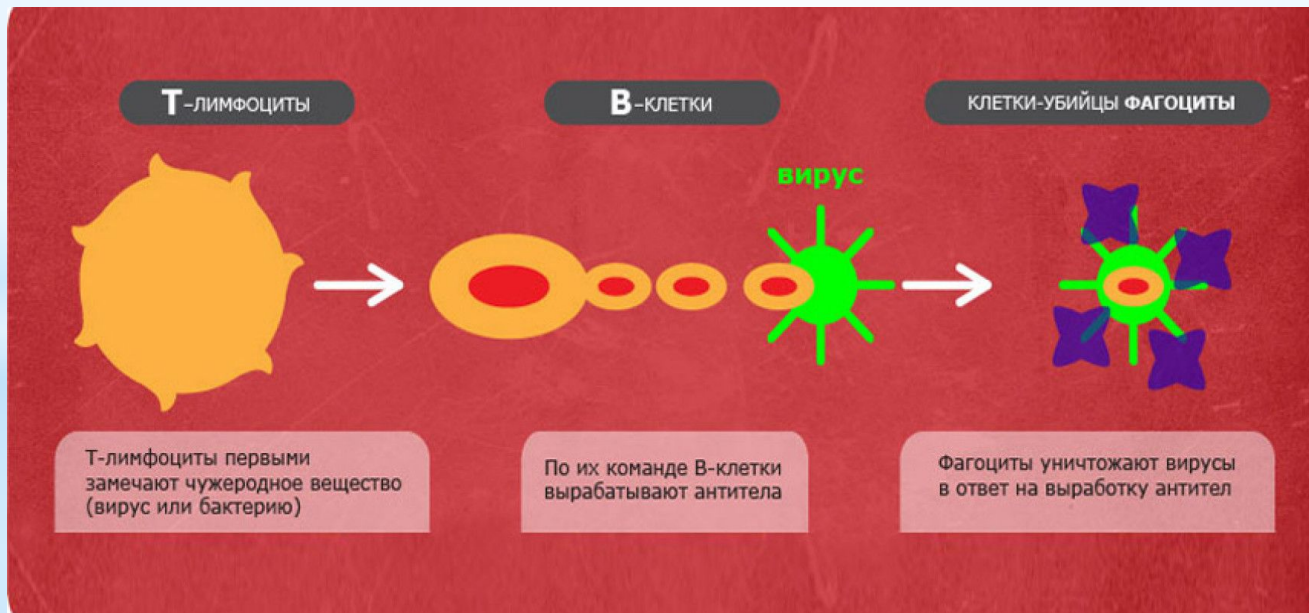 Т-ЛИМФОЦИТЫ
В-КЛЕТКИ
КЛЕТКИ-УБИЙЦЫ ФАГОЦИТЫ
вирус
Т-лимфоциты первыми
замечают чужеродное вещество
(вирус или бактерию)
По их команде В-клетки
вырабатывают антитела
Фагоциты уничтожают вирусы
в ответ на выработку антител